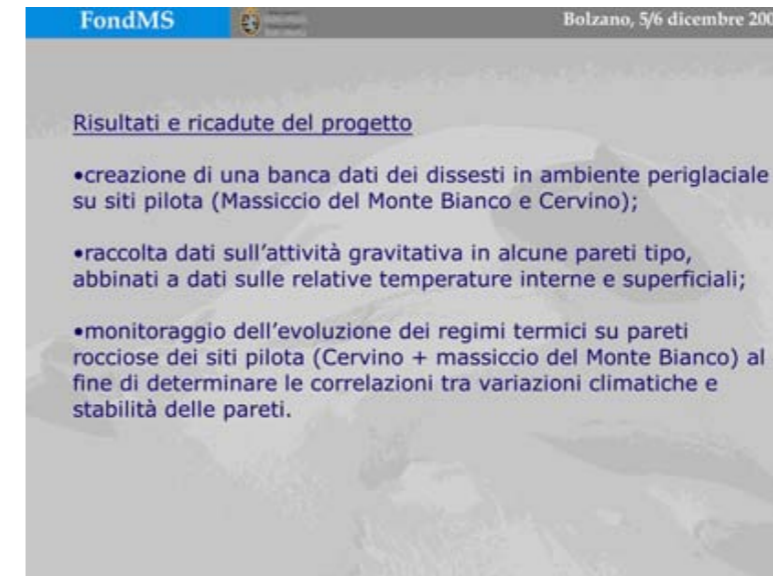 FondMS
Bolzano, 5/6 dicembre 200
Risultati e ricadute del progetto
•creazione di una banca dati dei dissesti in ambiente periglaciale
su siti pilota (Massiccio del Monte Bianco e Cervino);
•raccolta dati sull’attività gravitativa in alcune pareti tipo,
abbinati a dati sulle relative temperature interne e superficiali;
•monitoraggio dell’evoluzione dei regimi termici su pareti
rocciose dei siti pilota (Cervino + massiccio del Monte Bianco) al
fine di determinare le correlazioni tra variazioni climatiche e
stabilità delle pareti.